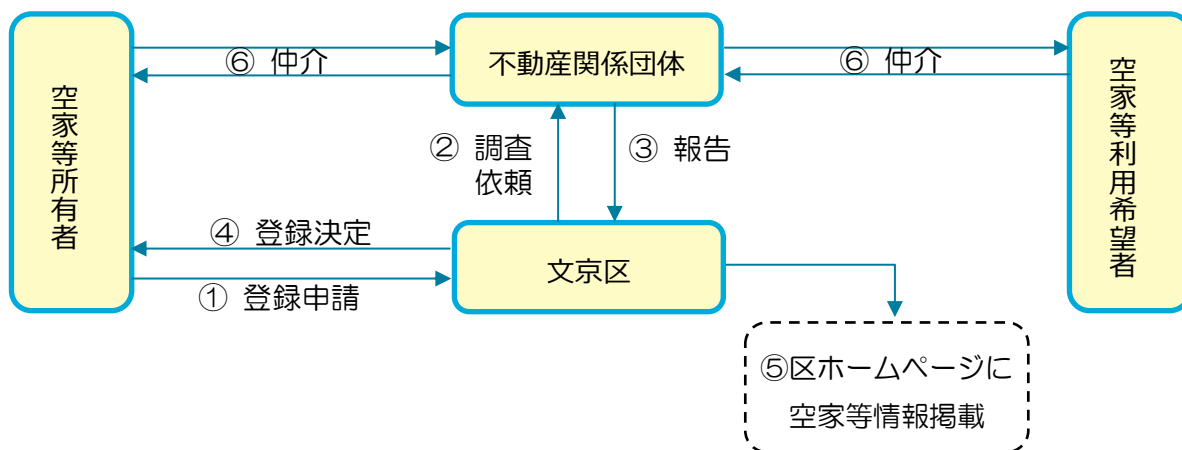 空家等所有者
⑥ 仲介
不動産関係団体
⑥ 仲介
空家等利用希望者
② 調査
依頼
③ 報告
④ 登録決定
① 登録申請
文京区
⑤区ホームページに
空家等情報掲載